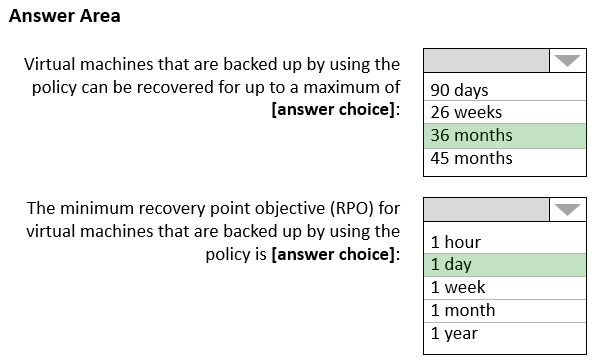 Answer Area
Virtual machines that are backed up by using the
policy can be recovered for up to a maximum of
[answer choice]:
90 days
26 weeks
36 months
45 months
The minimum recovery point objective (RPO) for
virtual machines that are backed up by using the
policy is [answer choice]:
1 hour
1 day
1 week
1 month
1 year